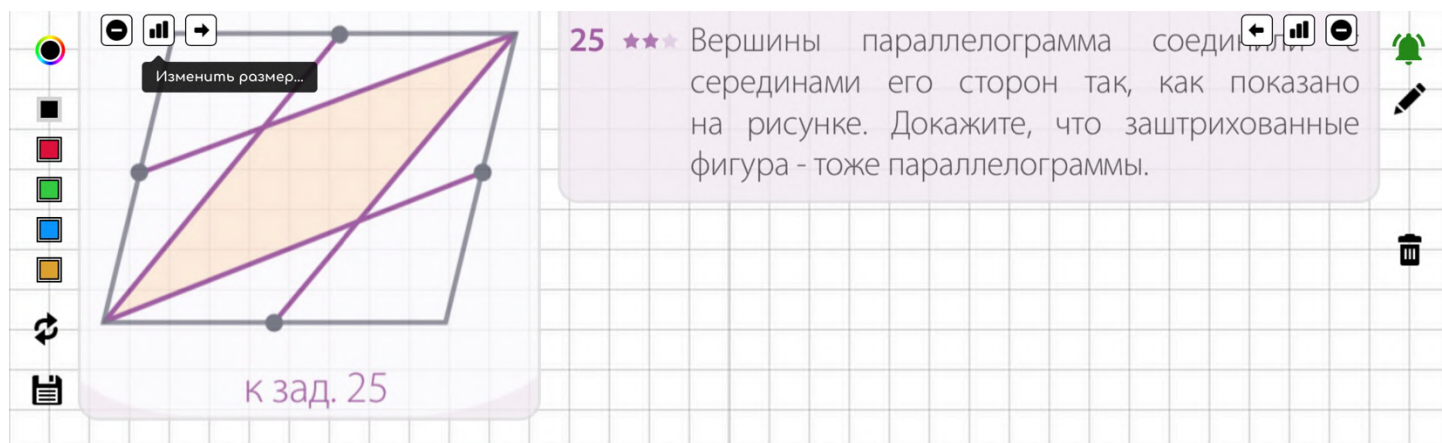 25 Вершины параллелограмма соединили с
Изменить размер...
серединами его сторон так, как показано
на рисунке. Докажите, что заштрихованные
фигура - тоже параллелограммы.
к зад. 25